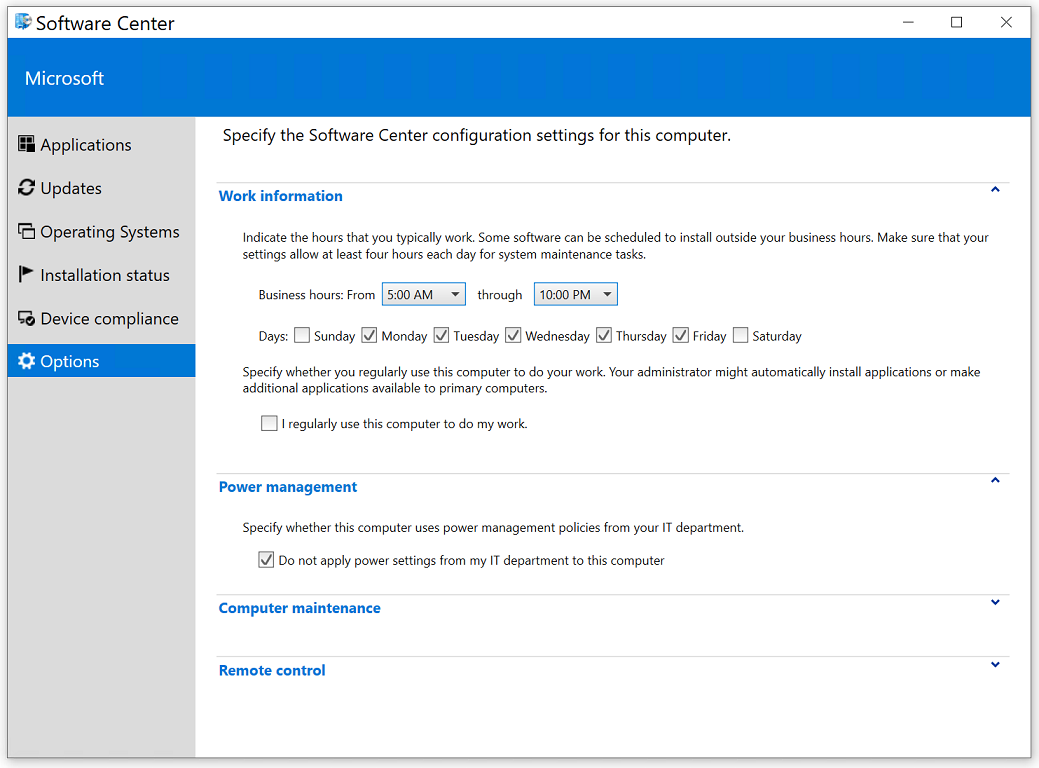 Software Center
Microsoft
Applications
Updates
Operating Systems
Installation status
Device compliance
Options
Specify the Software Center configuration settings for this computer.
Work information
Indicate the hours that you typically work. Some software can be scheduled to install outside your business hours. Make sure that your
settings allow at least four hours each day for system maintenance tasks.
Business hours: From 5:00 AM through 10:00 PM
Days: Sunday Monday Tuesday Wednesday Thursday Friday Saturday
Specify whether you regularly use this computer to do your work. Your administrator might automatically install applications or make
additional applications available to primary computers.
I regularly use this computer to do my work.
Power management
Specify whether this computer uses power management policies from your IT department.
Do not apply power settings from my IT department to this computer
Computer maintenance
Remote control